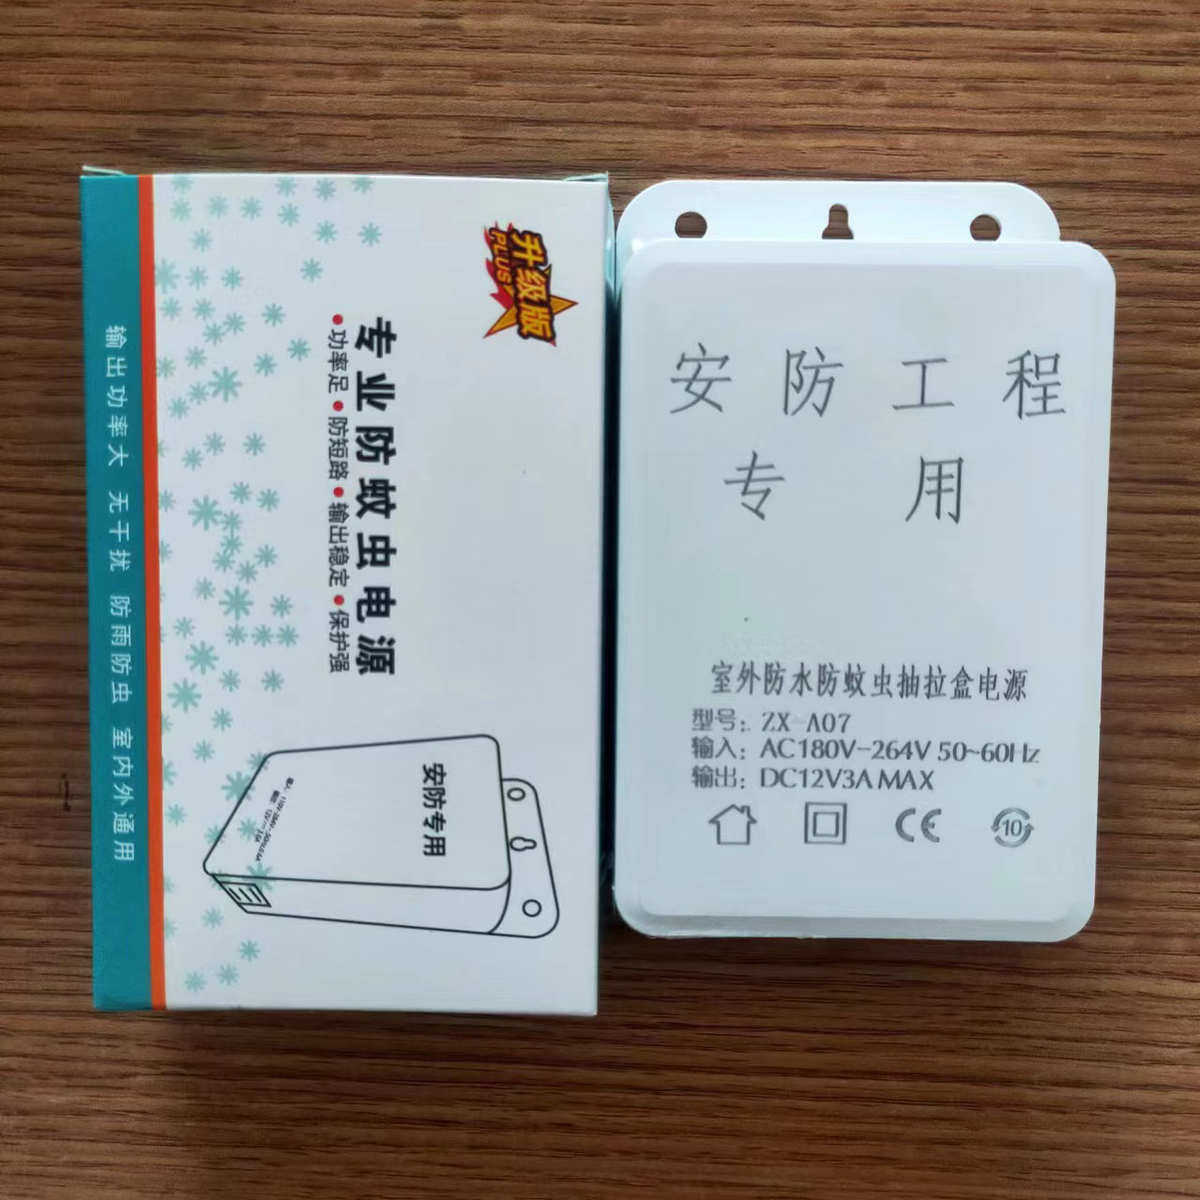 升级版
PLUS
专业防蚊虫电源
●功率足●防短路●输出稳定●保护强
输出功率大 无干扰 防雨防虫 室内外通用
安防专用
安防工程
专用
室外防水防蚊虫抽拉盒电源
型号：ZX-A07
输入：AC180V-264V 50~60Hz
输出：DC12V3A MAX
CE
10